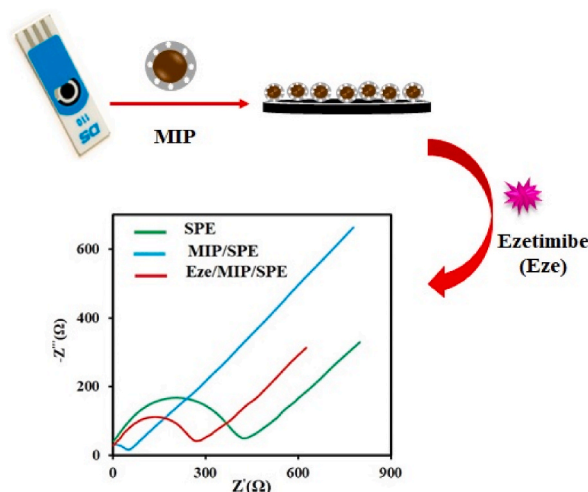 DS
110
MIP
Ezetimibe
(Eze)
SPE
MIP/SPE
Eze/MIP/SPE
-Z''(Ω)
600
400
200
0
0
300
600
900
Z'(Ω)